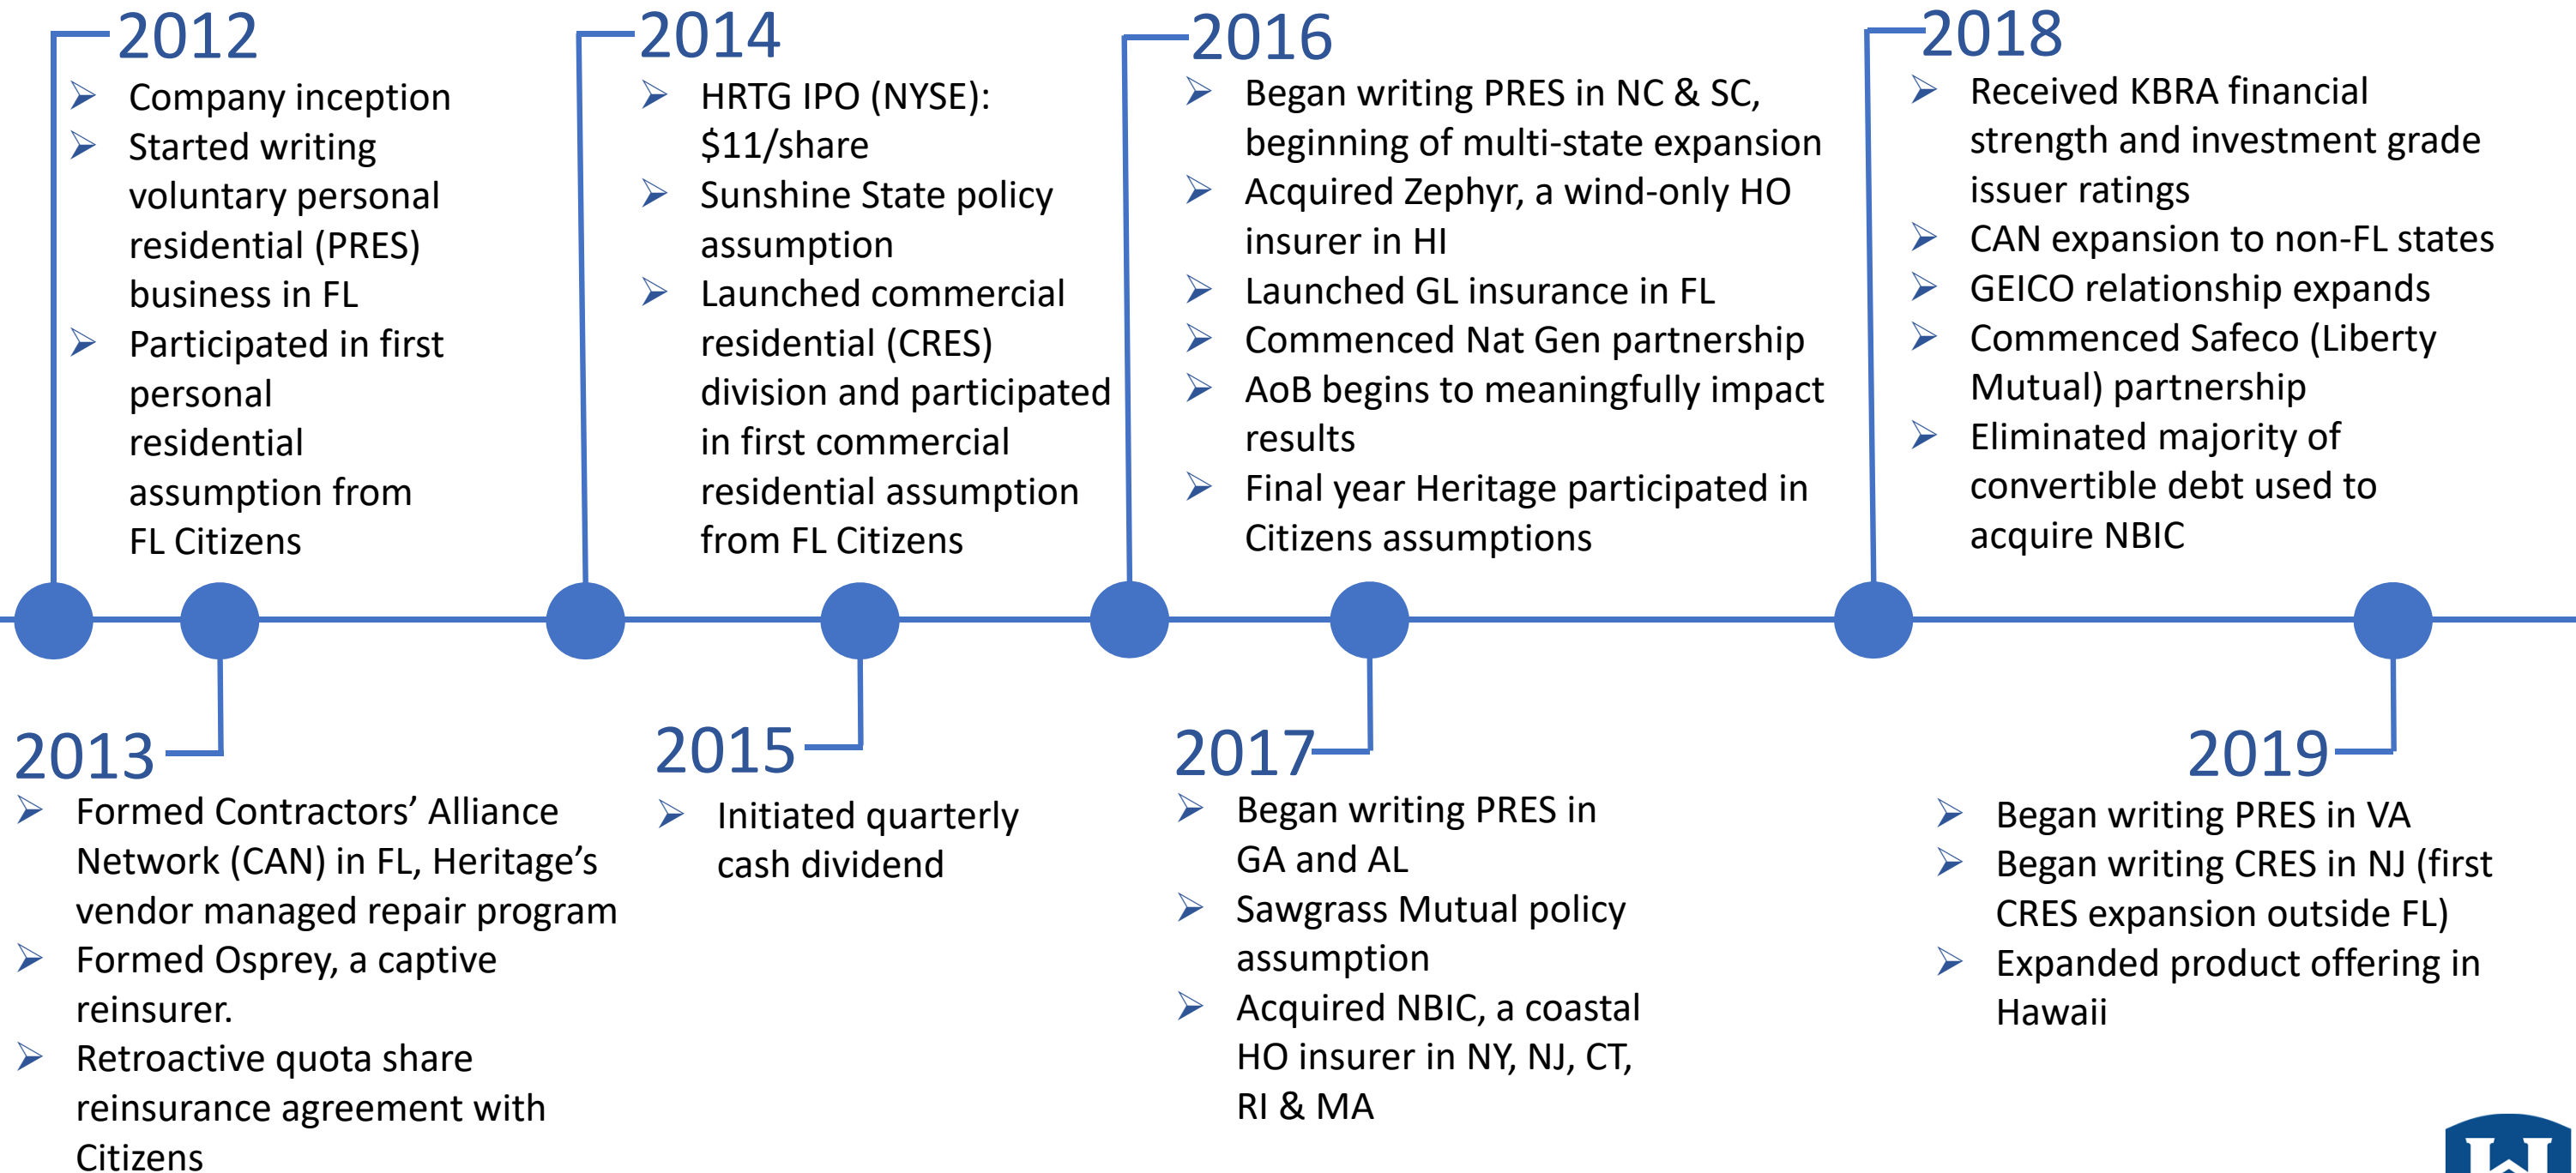 2012
➢ Company inception
➢ Started writing
voluntary personal
residential (PRES)
business in FL
➢ Participated in first
personal
residential
assumption from
FL Citizens
2014
➢ HRTG IPO (NYSE):
$11/share
➢ Sunshine State policy
assumption
➢ Launched commercial
residential (CRES)
division and participated
in first commercial
residential assumption
from FL Citizens
2016
➢ Began writing PRES in NC & SC,
beginning of multi-state expansion
➢ Acquired Zephyr, a wind-only HO
insurer in HI
➢ Launched GL insurance in FL
➢ Commenced Nat Gen partnership
➢ AoB begins to meaningfully impact
results
➢ Final year Heritage participated in
Citizens assumptions
2018
➢ Received KBRA financial
strength and investment grade
issuer ratings
➢ CAN expansion to non-FL states
➢ GEICO relationship expands
➢ Commenced Safeco (Liberty
Mutual) partnership
➢ Eliminated majority of
convertible debt used to
acquire NBIC
2013
➢ Formed Contractors’ Alliance
Network (CAN) in FL, Heritage’s
vendor managed repair program
➢ Formed Osprey, a captive
reinsurer.
➢ Retroactive quota share
reinsurance agreement with
Citizens
2015
➢ Initiated quarterly
cash dividend
2017
➢ Began writing PRES in
GA and AL
➢ Sawgrass Mutual policy
assumption
➢ Acquired NBIC, a coastal
HO insurer in NY, NJ, CT,
RI & MA
2019
➢ Began writing PRES in VA
➢ Began writing CRES in NJ (first
CRES expansion outside FL)
➢ Expanded product offering in
Hawaii